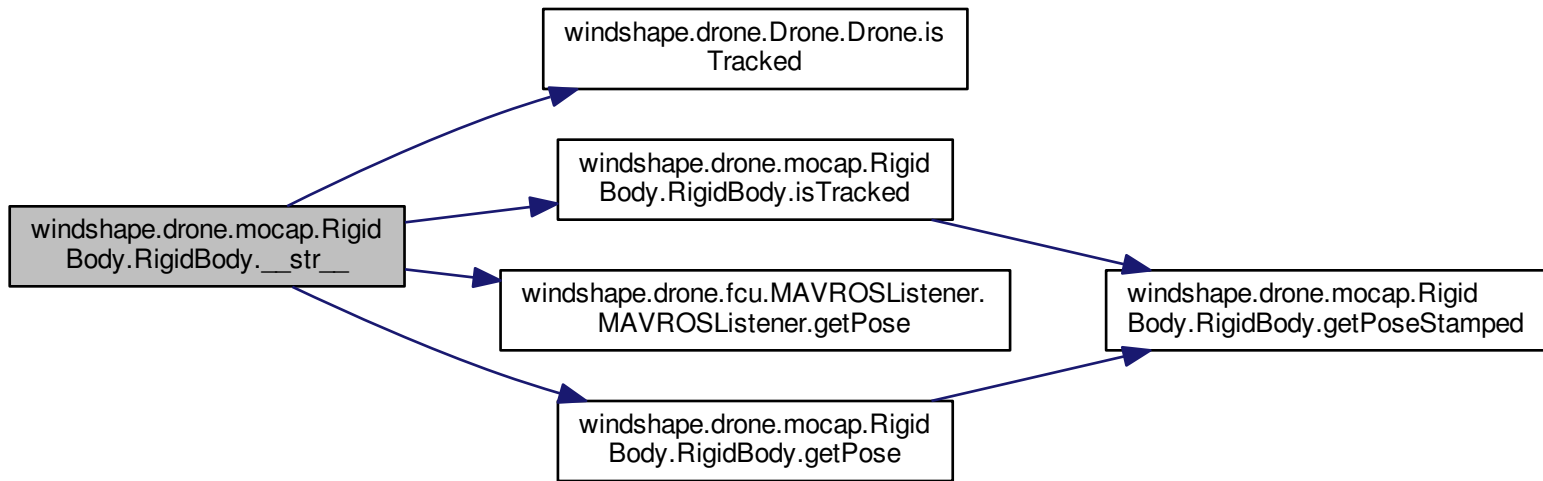 windshape.drone.Drone.Drone.is
Tracked
windshape.drone.mocap.Rigid
Body.RigidBody.isTracked
windshape.drone.mocap.Rigid
Body.RigidBody.__str__
windshape.drone.fcu.MAVROSListener.
MAVROSListener.getPose
windshape.drone.mocap.Rigid
Body.RigidBody.getPoseStamped
windshape.drone.mocap.Rigid
Body.RigidBody.getPose